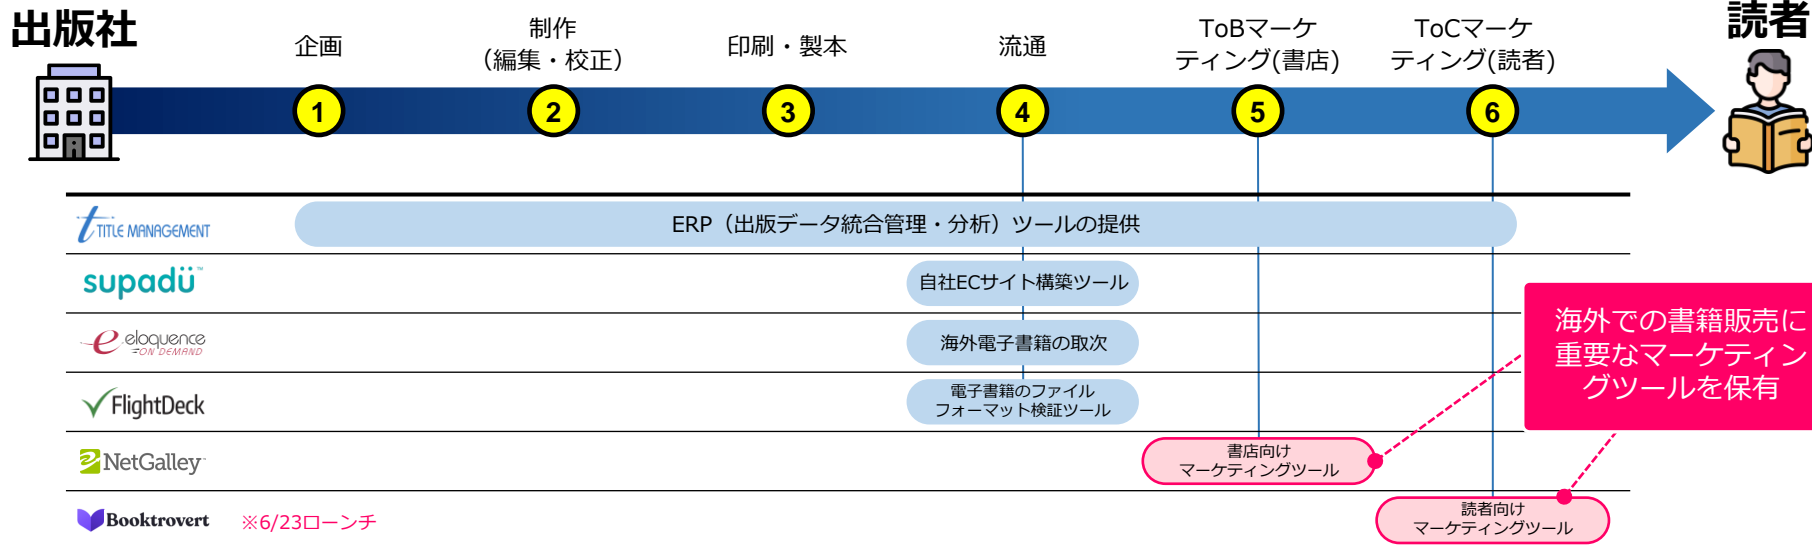 出版社
企画
制作
（編集・校正）
印刷・製本
流通
ToBマーケ
ティング(書店)
ToCマーケ
ティング(読者)
読者
1
2
3
4
5
6
TITLE MANAGEMENT
ERP（出版データ統合管理・分析）ツールの提供
supadü™
自社ECサイト構築ツール
eloquence
ON DEMAND
海外電子書籍の取次
FlightDeck
電子書籍のファイル
フォーマット検証ツール
NetGalley
書店向け
マーケティングツール
Booktrovert
※6/23ローンチ
読者向け
マーケティングツール
海外での書籍販売に
重要なマーケティン
グツールを保有